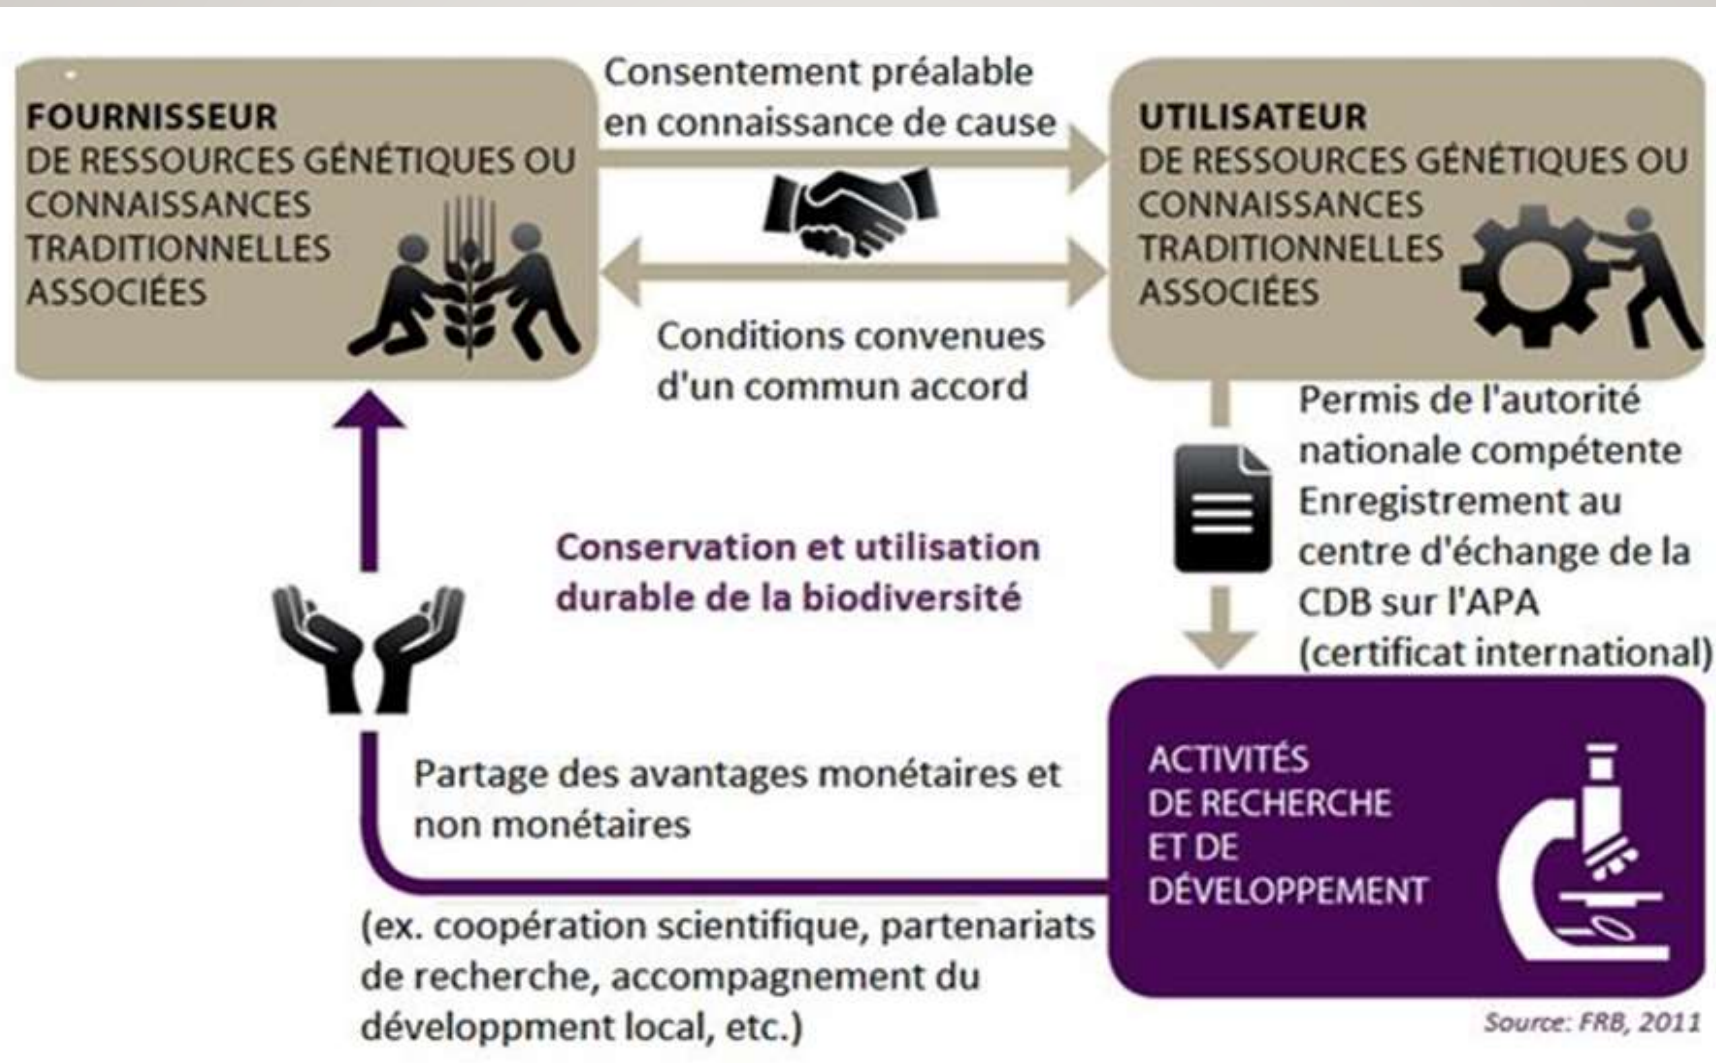 FOURNISSEUR
DE RESSOURCES GÉNÉTIQUES OU
CONNAISSANCES
TRADITIONNELLES
ASSOCIÉES
Consentement préalable
en connaissance de cause
Conditions convenues
d'un commun accord
UTILISATEUR
DE RESSOURCES GÉNÉTIQUES OU
CONNAISSANCES
TRADITIONNELLES
ASSOCIÉES
Permis de l'autorité
nationale compétente
Enregistrement au
centre d'échange de la
CDB sur l'APA
(certificat international)
Conservation et utilisation
durable de la biodiversité
ACTIVITÉS
DE RECHERCHE
ET DE
DÉVELOPPEMENT
Partage des avantages monétaires et
non monétaires
(ex. coopération scientifique, partenariats
de recherche, accompagnement du
développment local, etc.)
Source: FRB, 2011